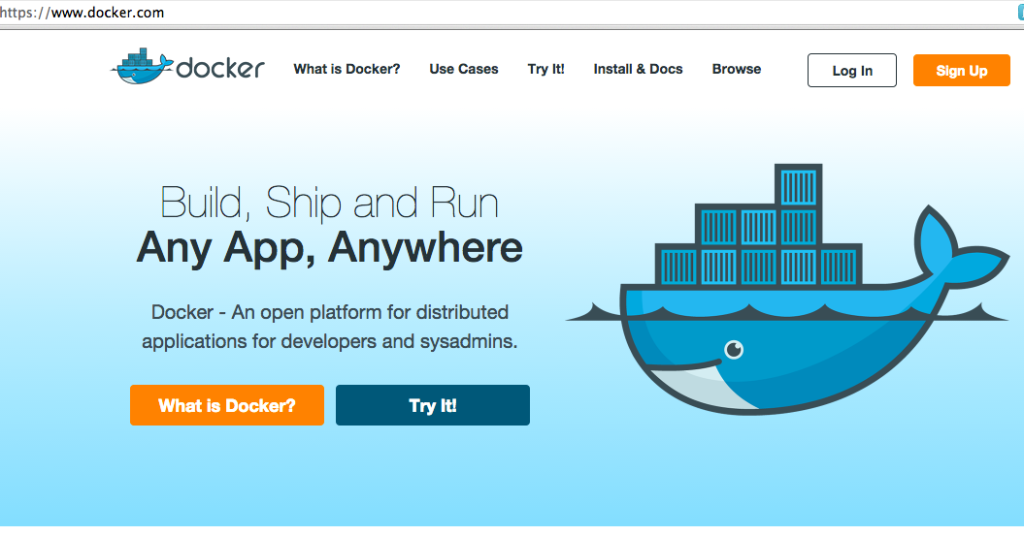 https://www.docker.com
docker What is Docker? Use Cases Try It! Install & Docs Browse Log In Sign Up
Build, Ship and Run
Any App, Anywhere
Docker - An open platform for distributed
applications for developers and sysadmins.
What is Docker? Try It!